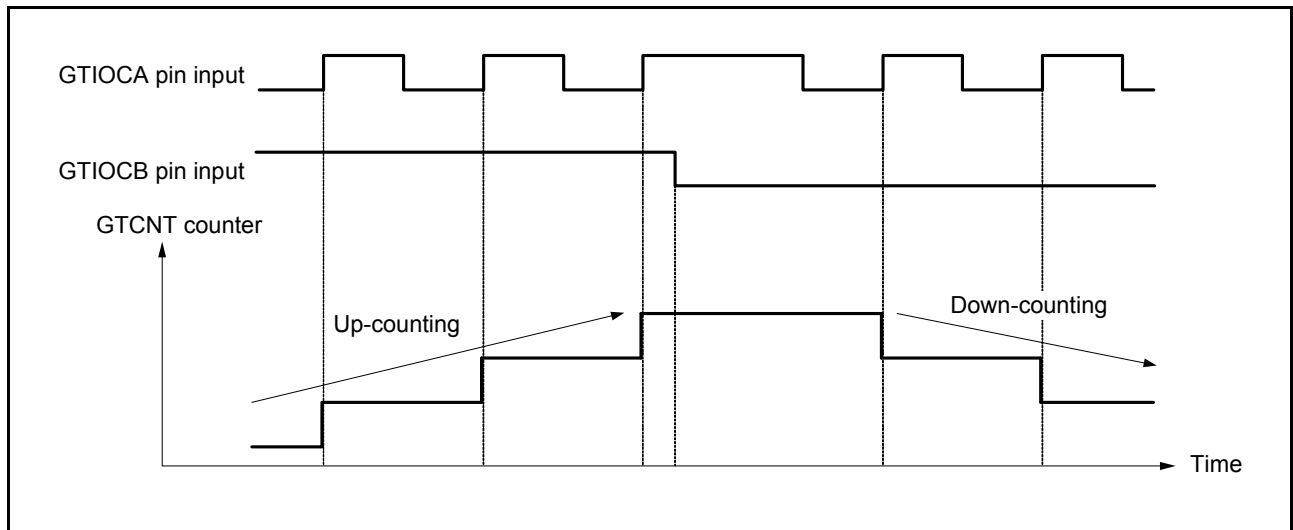 GTIOCA pin input
GTIOCB pin input
GTCNT counter
Up-counting
Down-counting
Time